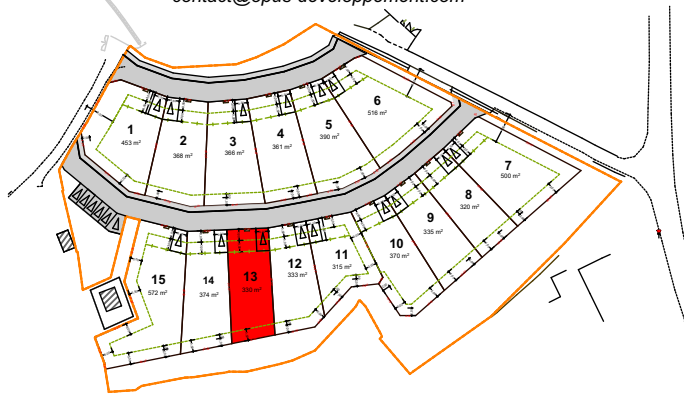 contact@opus-developpement.com
6
516 m²
5
390 m²
1
453 m²
2
368 m²
3
366 m²
4
361 m²
7
500 m²
8
320 m²
9
335 m²
10
370 m²
11
315 m²
12
333 m²
13
14
374 m²
15
572 m²